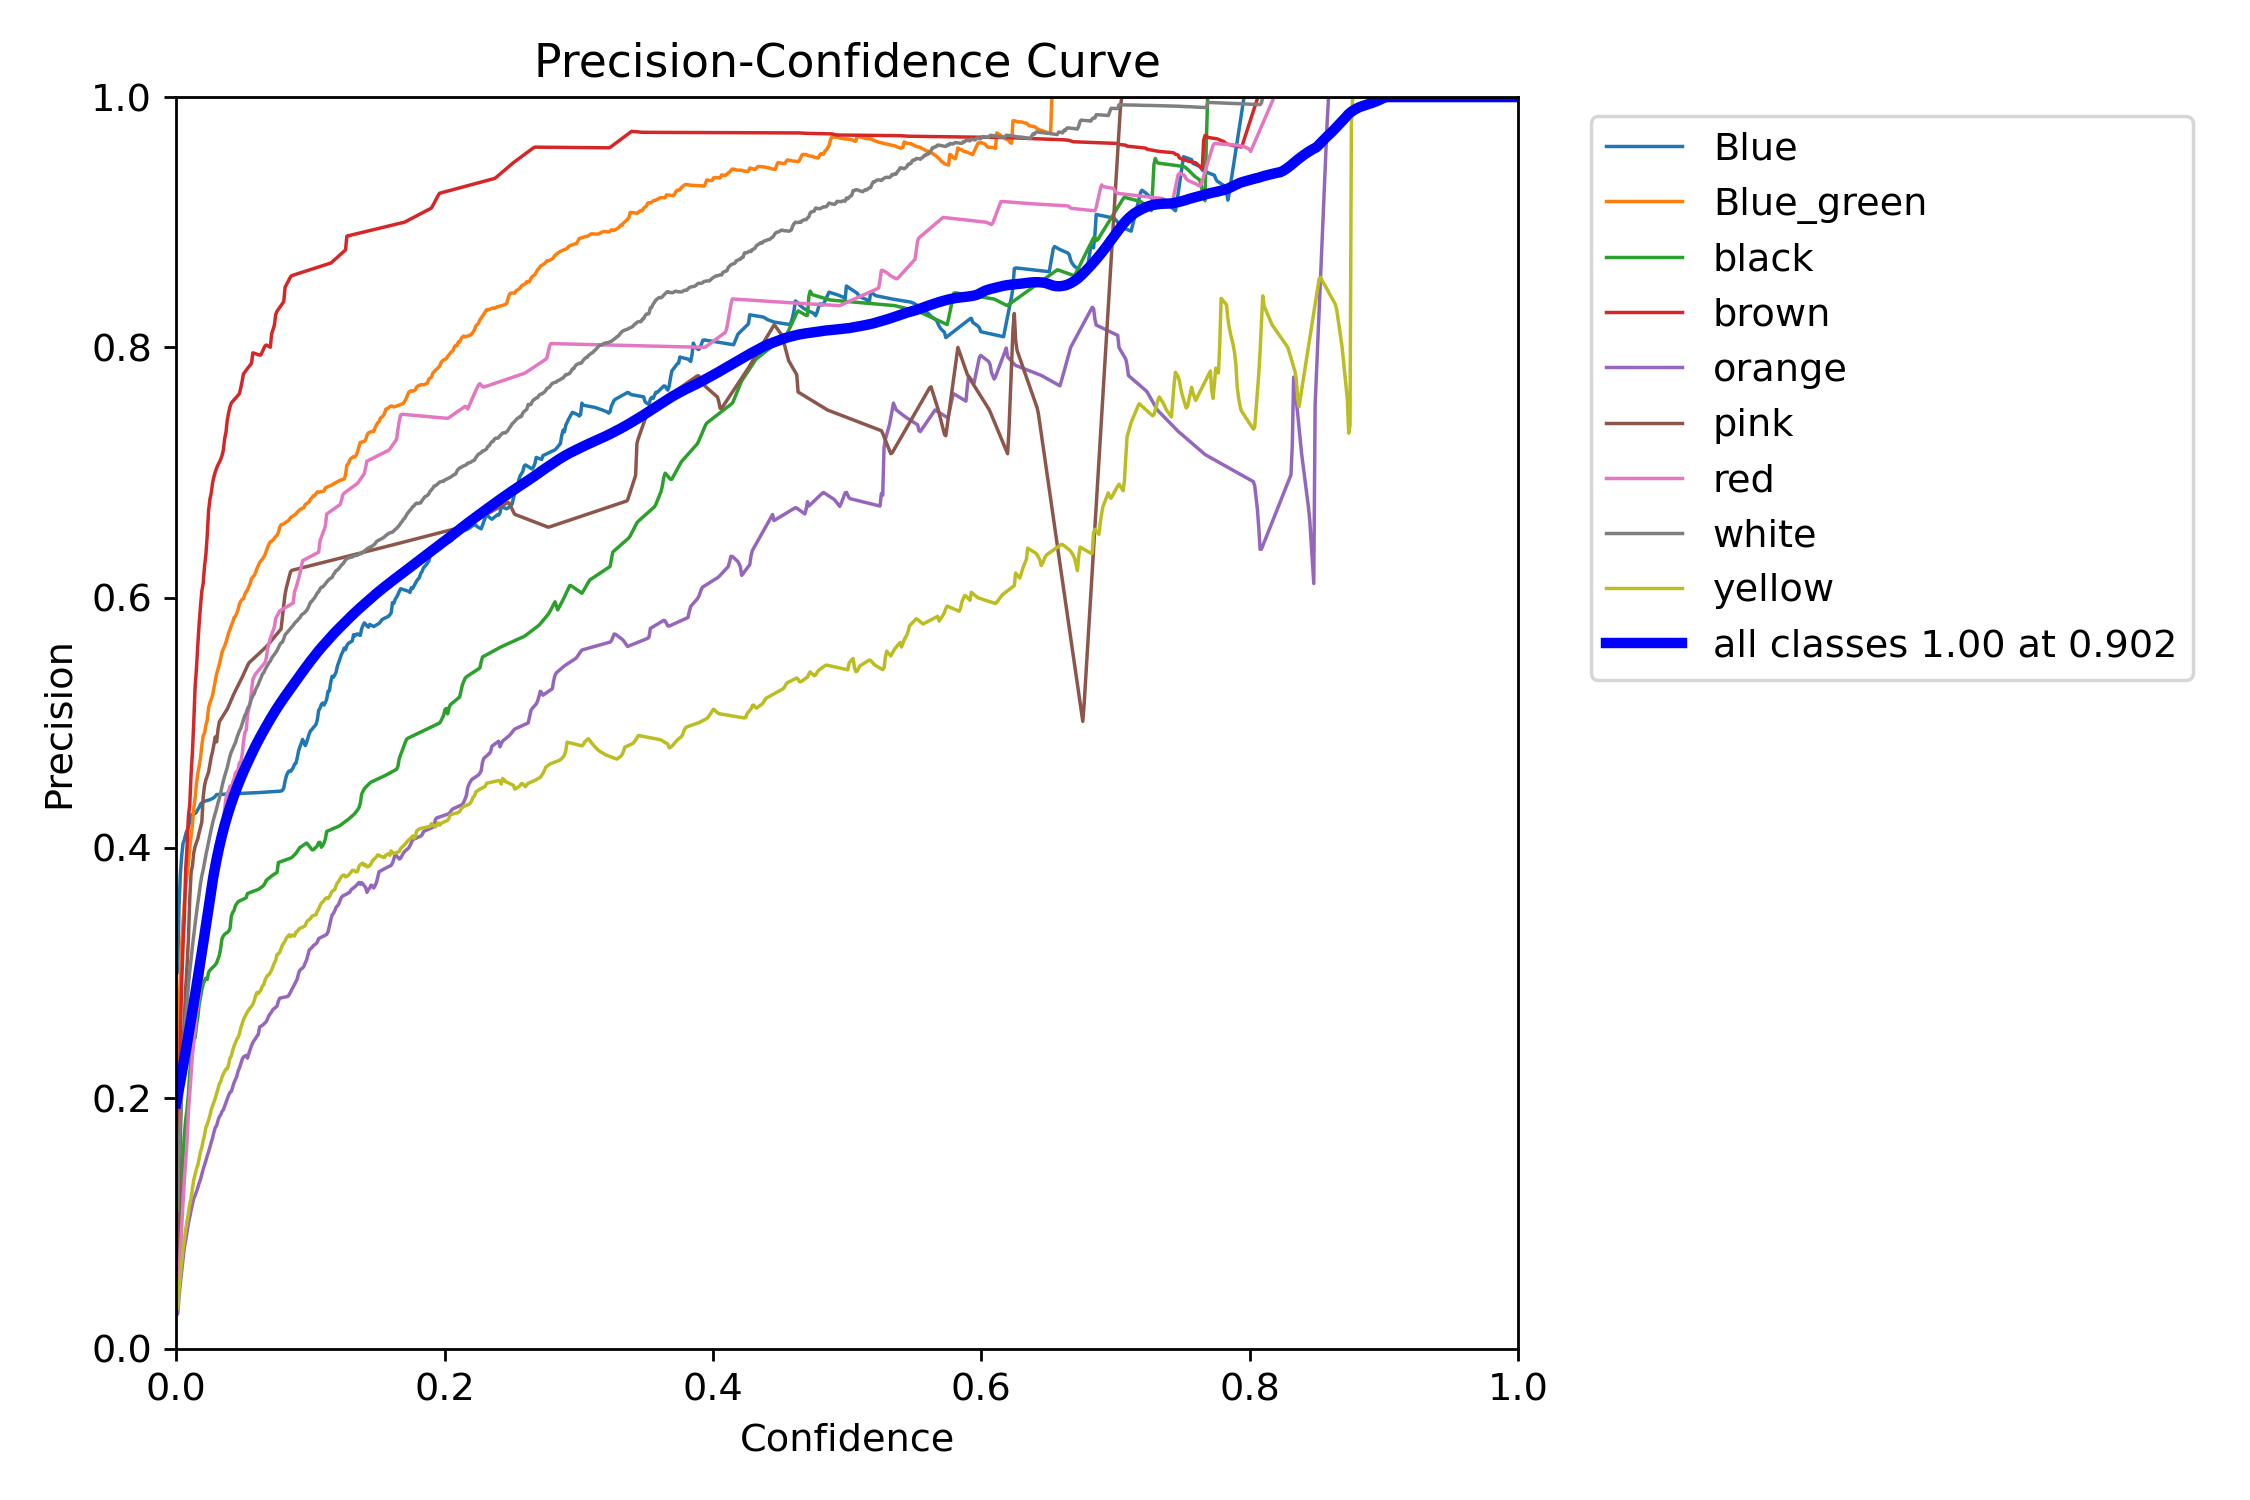 Precision-Confidence Curve
1.0
0.8
0.6
0.4
0.2
0.0
Precision
0.0 0.2 0.4 0.6 0.8 1.0
Confidence
Blue
Blue_green
black
brown
orange
pink
red
white
yellow
all classes 1.00 at 0.902